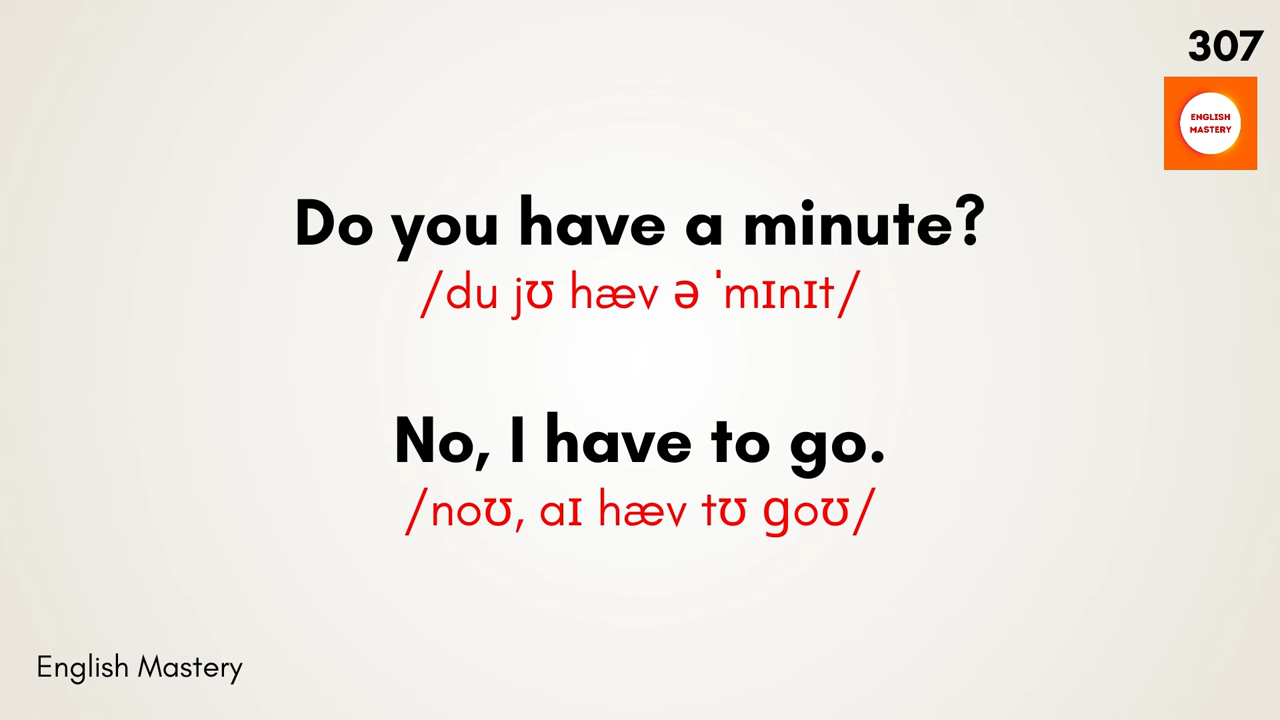 307
ENGLISH
MASTERY
Do you have a minute?
/du jʊ hæv ə ˈmɪnɪt/
No, I have to go.
/noʊ, aɪ hæv tʊ ɡoʊ/
English Mastery